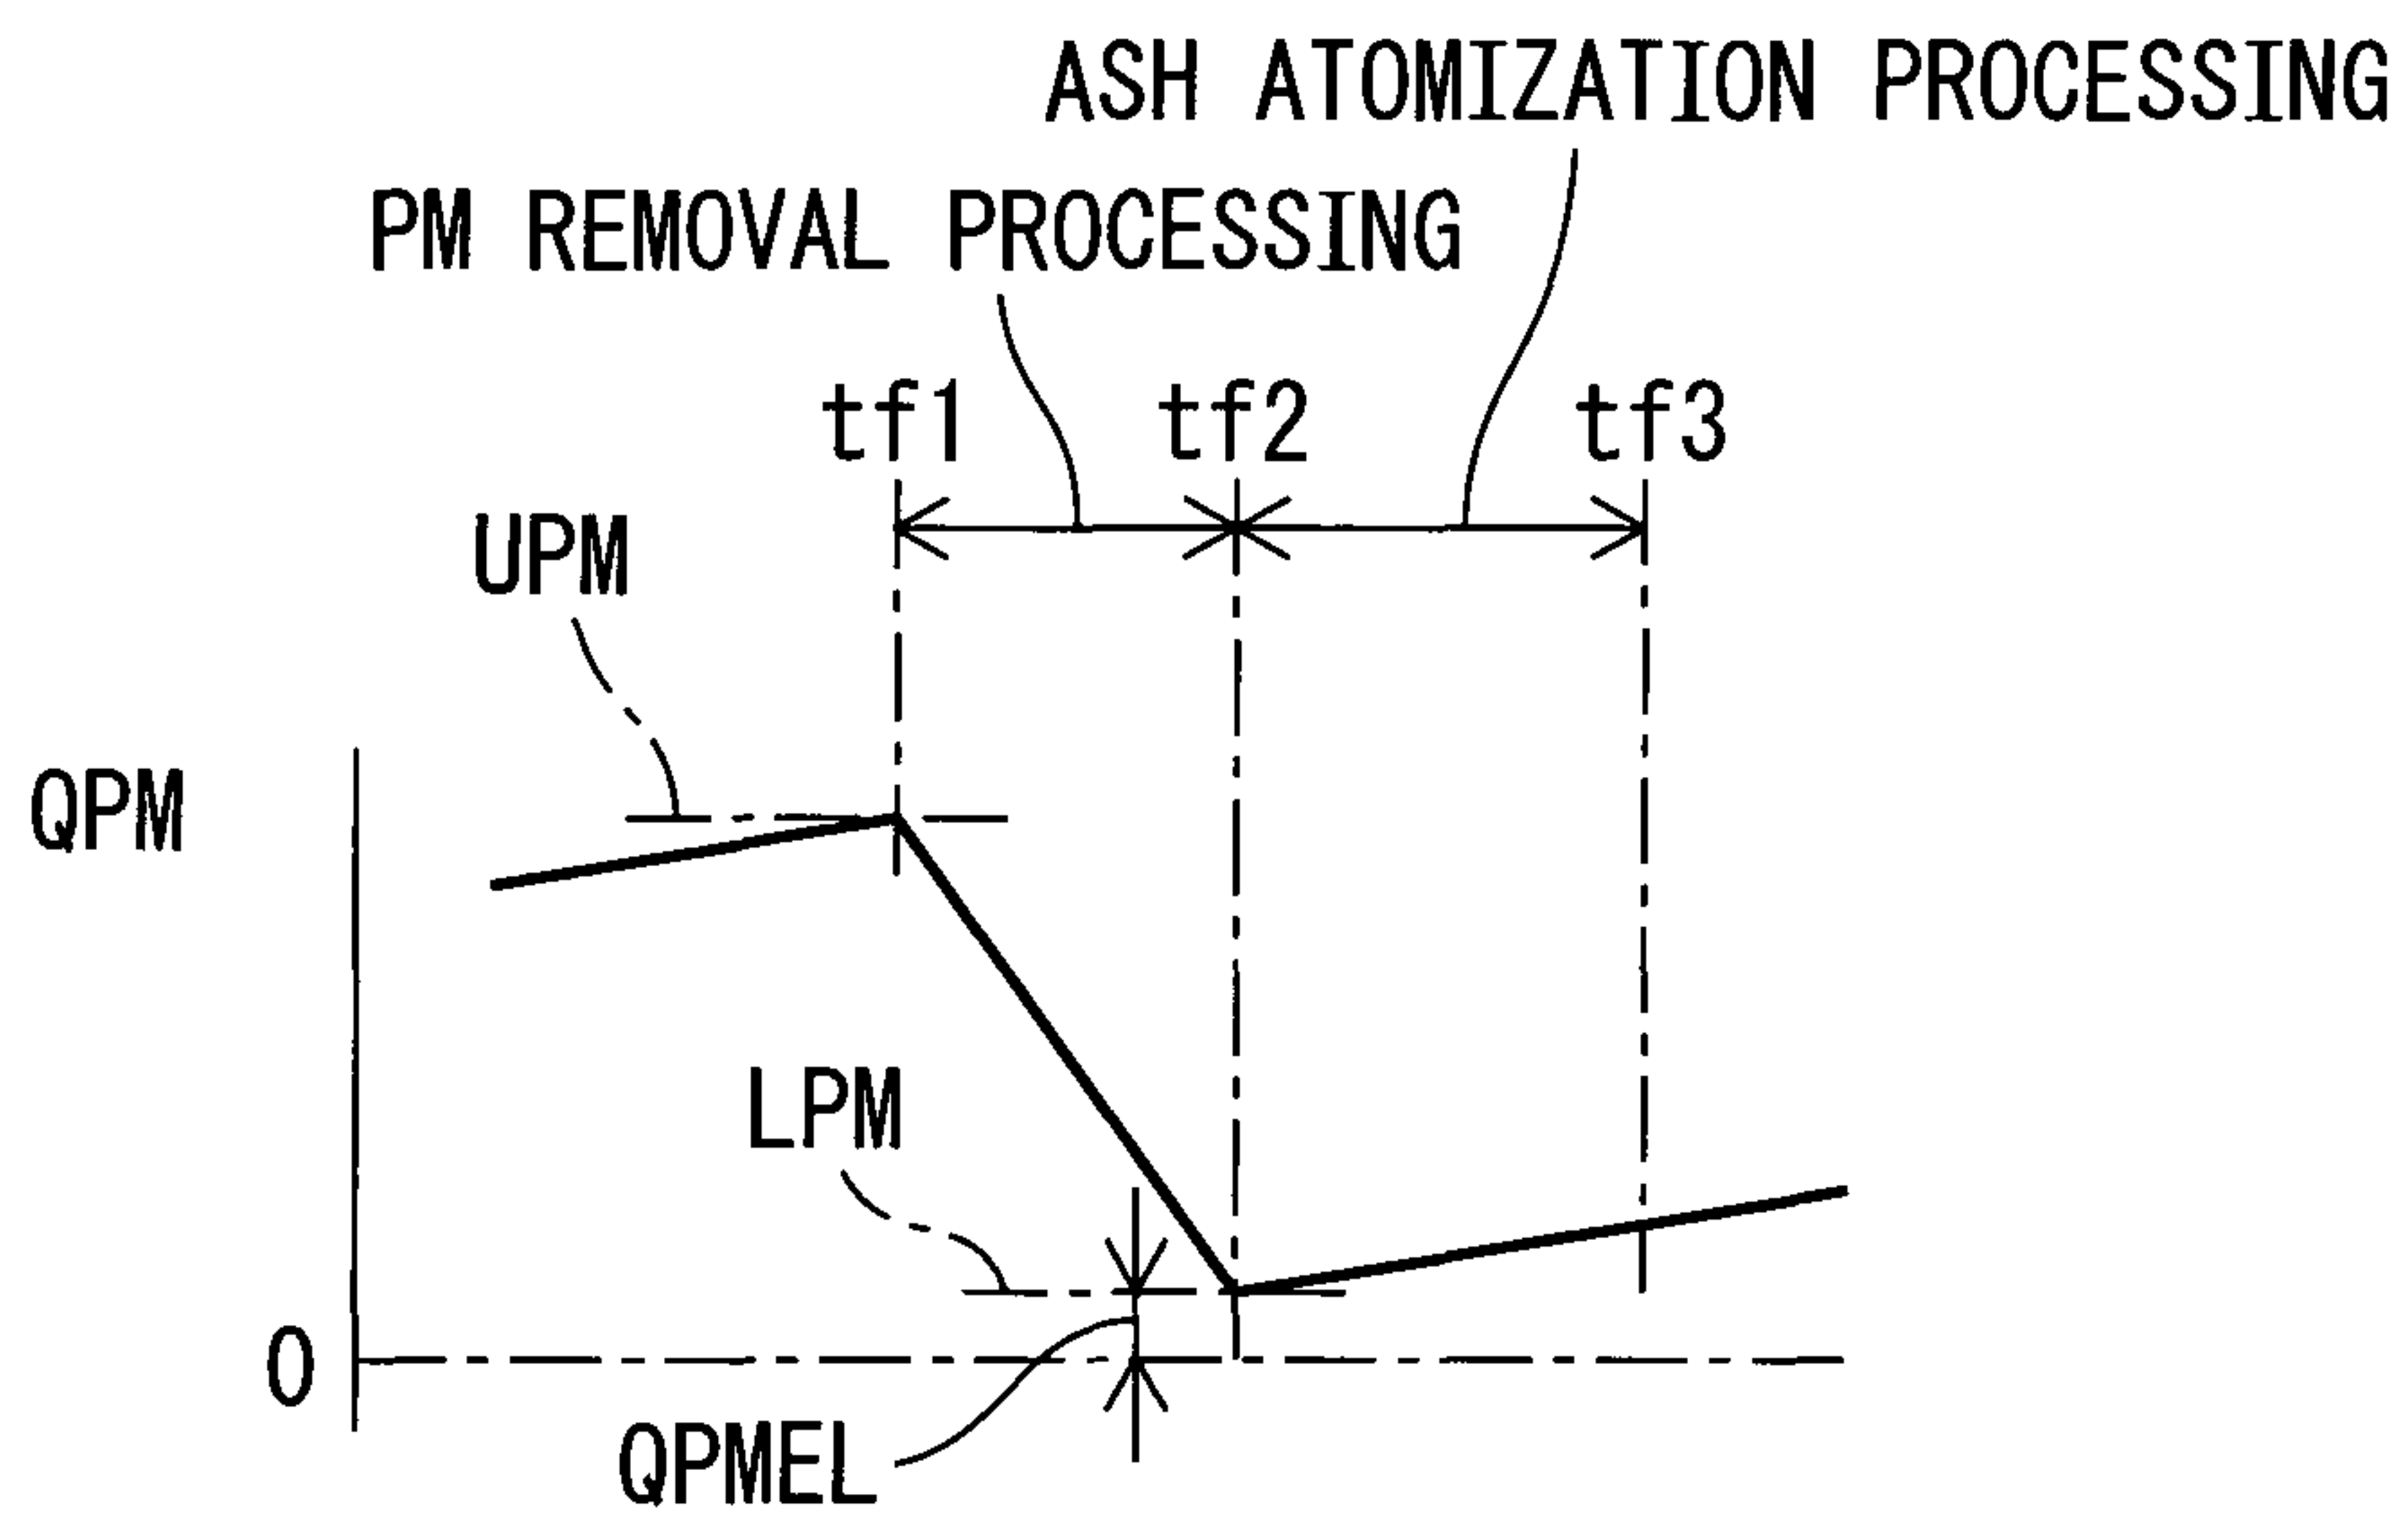 ASH ATOMIZATION PROCESSING
PM REMOVAL PROCESSING
tf1 tf2 tf3
UPM
QPM
LPM
0
QPMEL